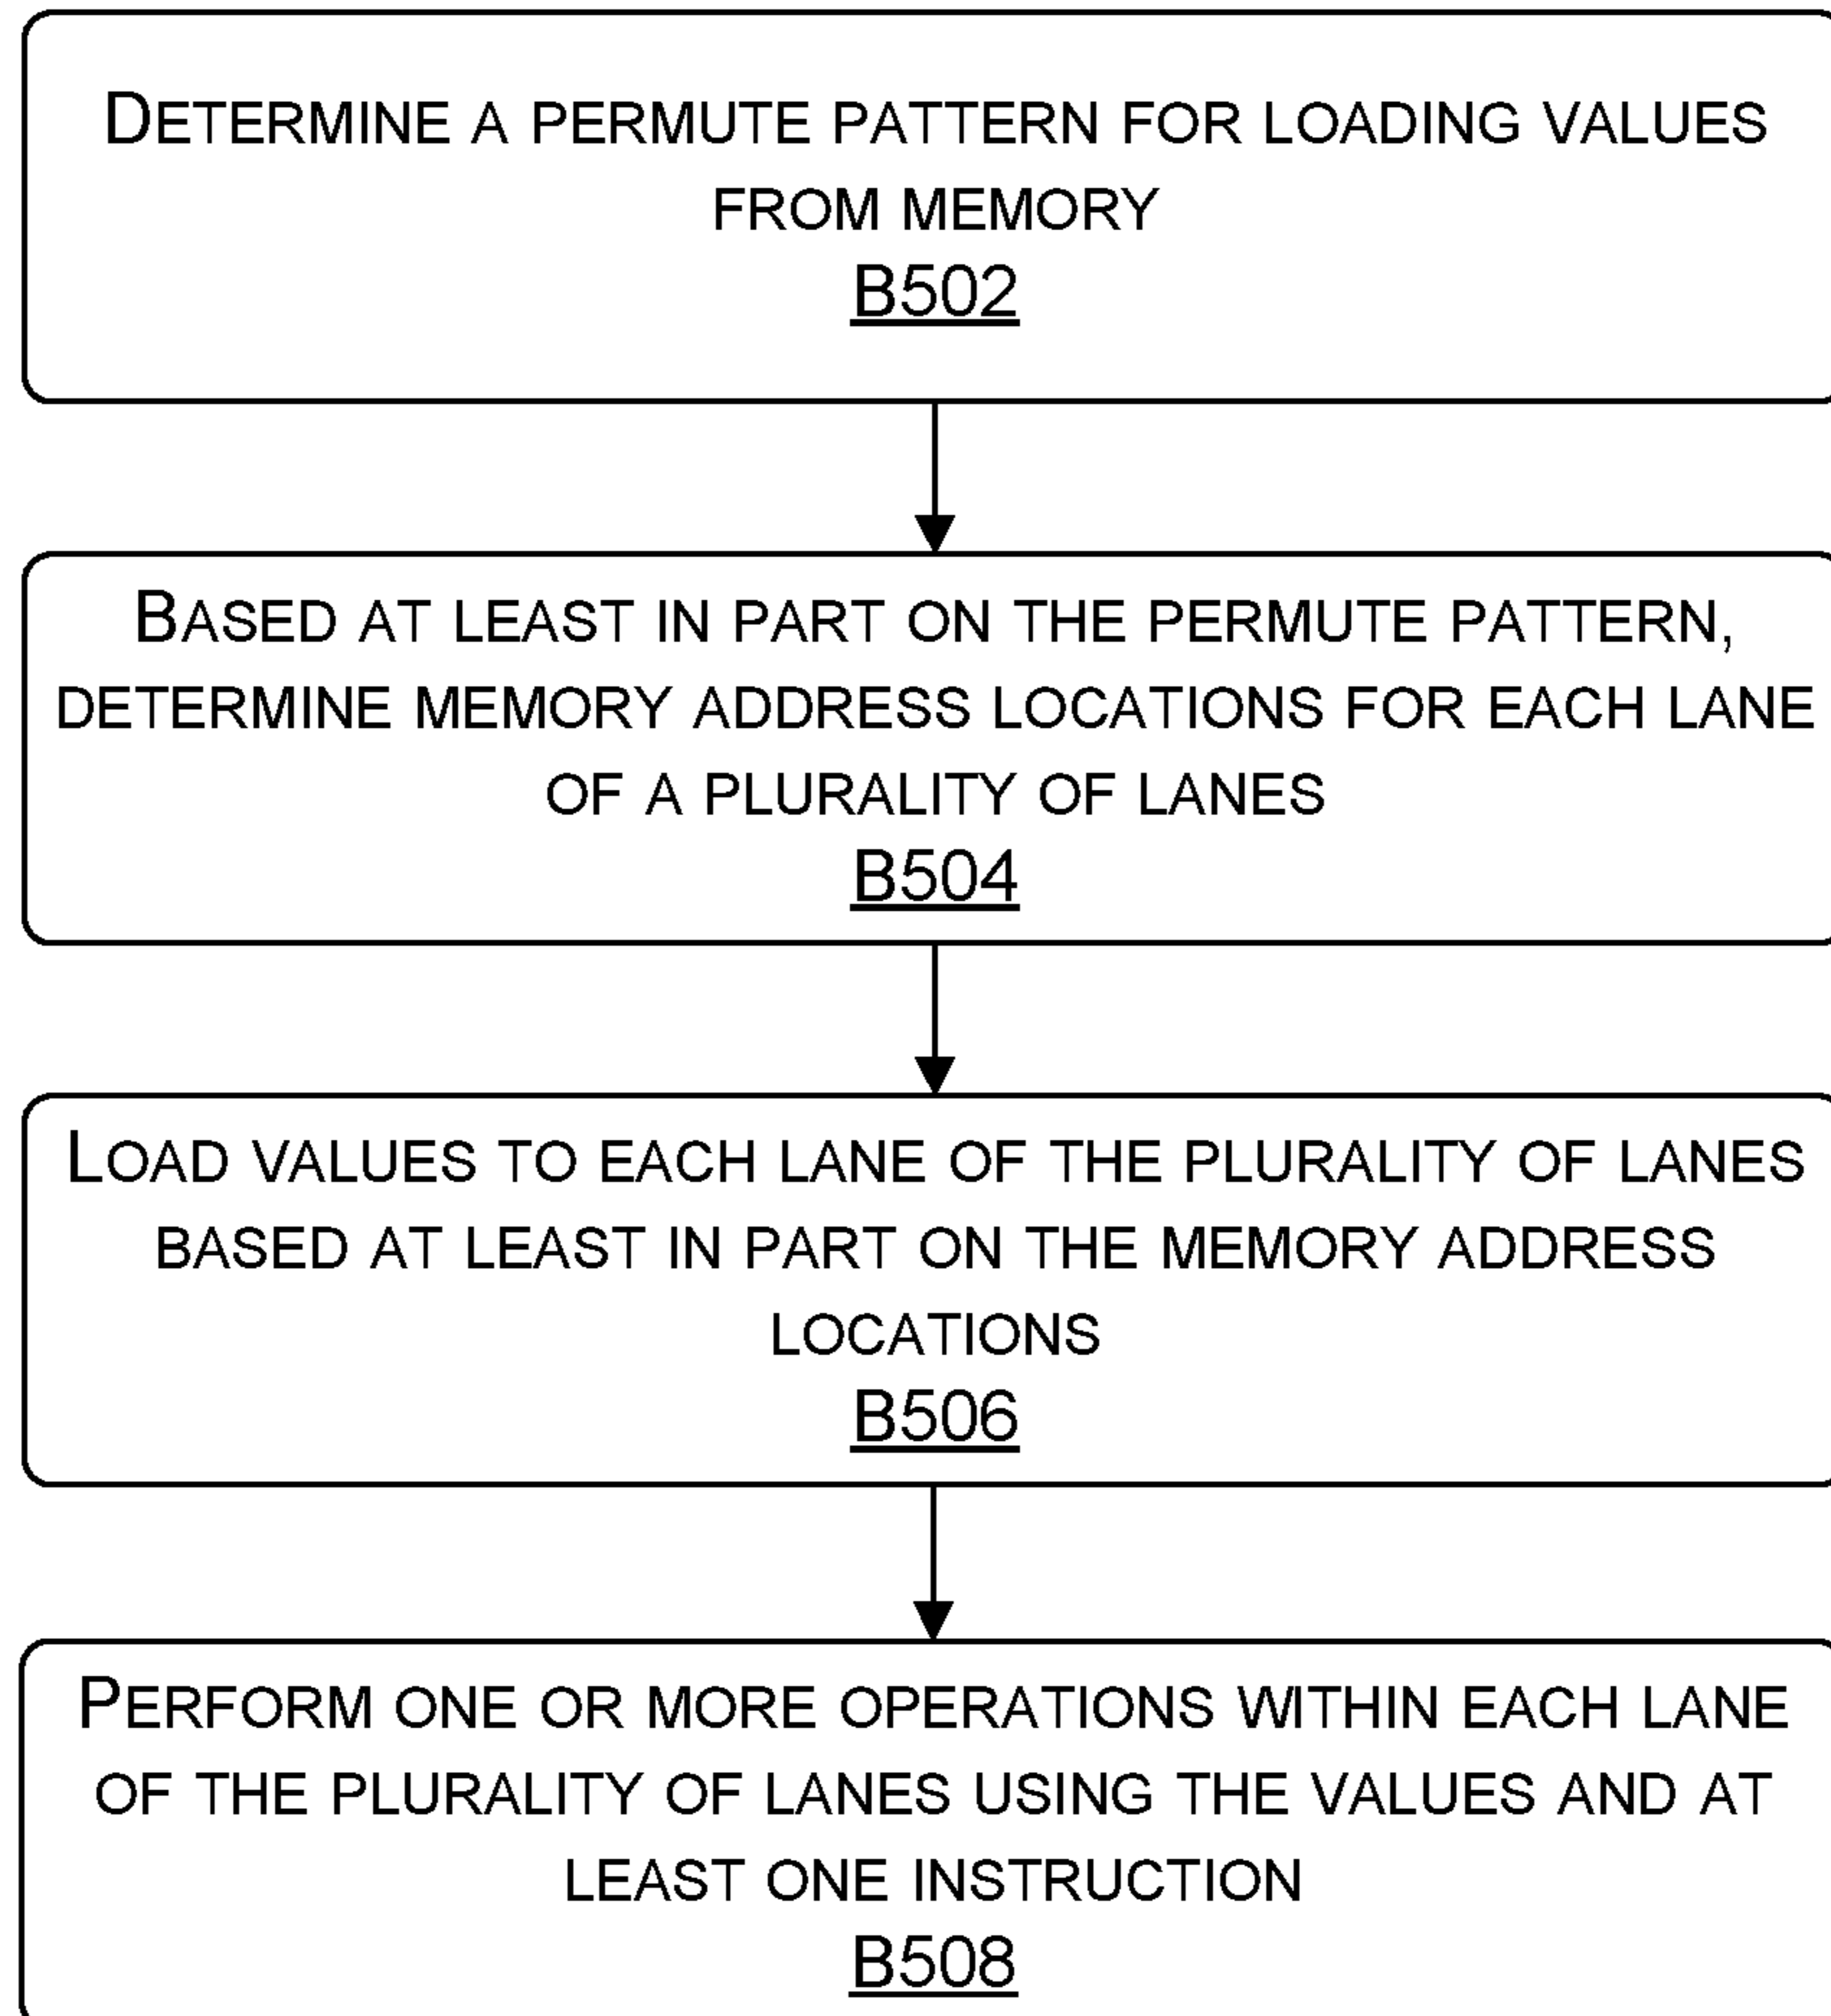 DETERMINE A PERMUTE PATTERN FOR LOADING VALUES
FROM MEMORY
B502
BASED AT LEAST IN PART ON THE PERMUTE PATTERN,
DETERMINE MEMORY ADDRESS LOCATIONS FOR EACH LANE
OF A PLURALITY OF LANES
B504
LOAD VALUES TO EACH LANE OF THE PLURALITY OF LANES
BASED AT LEAST IN PART ON THE MEMORY ADDRESS
LOCATIONS
B506
PERFORM ONE OR MORE OPERATIONS WITHIN EACH LANE
OF THE PLURALITY OF LANES USING THE VALUES AND AT
LEAST ONE INSTRUCTION
B508